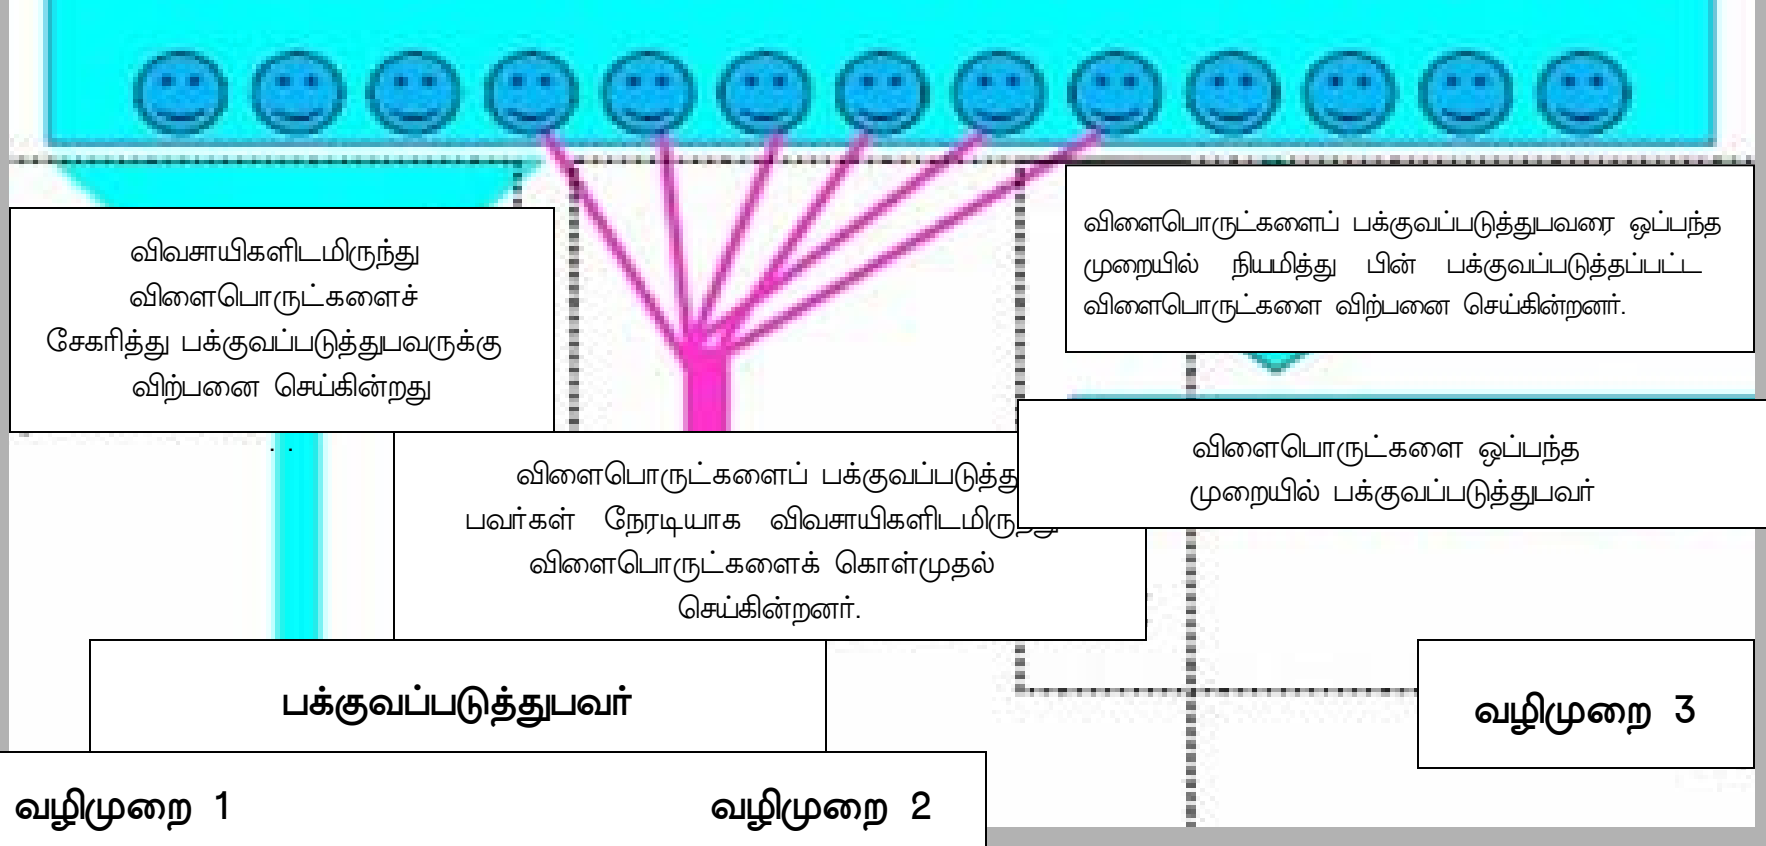 விவசாயிகளிடமிருந்து
விளைபொருட்களைச்
சேகரித்து பக்குவப்படுத்துபவருக்கு
விற்பனை செய்கின்றது
விளைபொருட்களைப் பக்குவப்படுத்து
பவர்கள் நேரடியாக விவசாயிகளிடமிருந்து
விளைபொருட்களைக் கொள்முதல்
செய்கின்றனர்.
விளைபொருட்களைப் பக்குவப்படுத்துபவரை ஒப்பந்த
முறையில் நியமித்து பின் பக்குவப்படுத்தப்பட்ட
விளைபொருட்களை விற்பனை செய்கின்றனர்.
விளைபொருட்களை ஒப்பந்த
முறையில் பக்குவப்படுத்துபவர்
பக்குவப்படுத்துபவர்
வழிமுறை 3
வழிமுறை 1 வழிமுறை 2